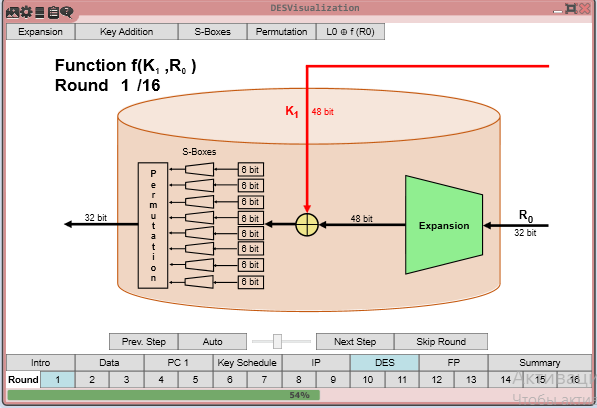 DESVisualization
Expansion Key Addition S-Boxes Permutation L0 ⊕ f (R0)
Function f(K1 ,R0 )
Round 1 /16
K1 48 bit
S-Boxes
Permutation
6 bit
6 bit
6 bit
6 bit
6 bit
6 bit
6 bit
6 bit
32 bit
48 bit
Expansion
R0
32 bit
Prev. Step Auto Next Step Skip Round
Intro Data PC 1 Key Schedule IP DES FP Summary
Round 1 2 3 4 5 6 7 8 9 10 11 12 13 14 15 16
Активаци
54%
Чтобы акти